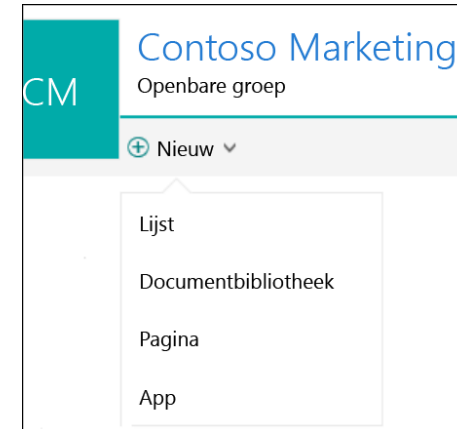 CM
Contoso Marketing
Openbare groep
Nieuw
Lijst
Documentbibliotheek
Pagina
App